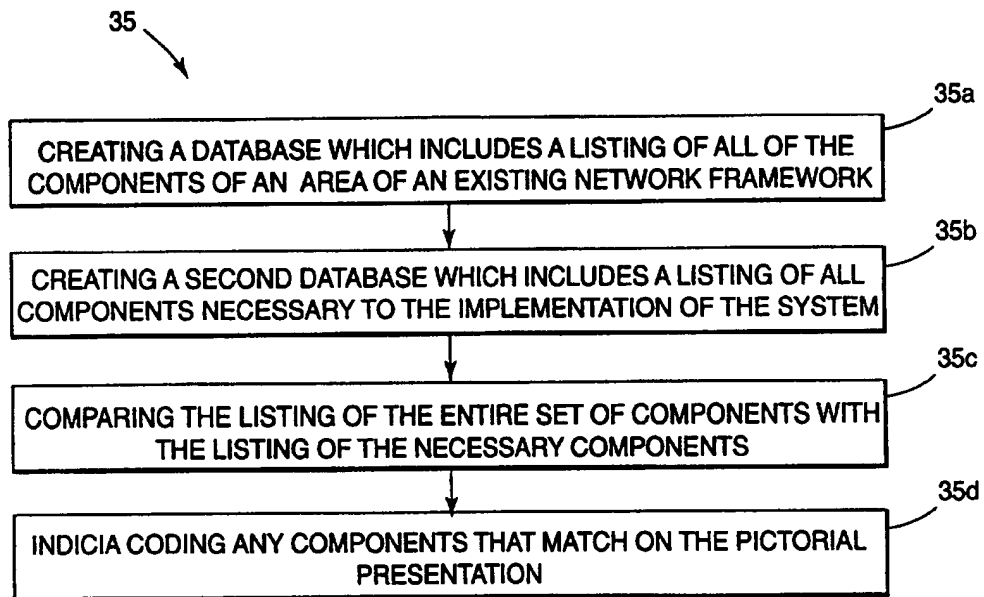 35
35a
CREATING A DATABASE WHICH INCLUDES A LISTING OF ALL OF THE
COMPONENTS OF AN AREA OF AN EXISTING NETWORK FRAMEWORK
35b
CREATING A SECOND DATABASE WHICH INCLUDES A LISTING OF ALL
COMPONENTS NECESSARY TO THE IMPLEMENTATION OF THE SYSTEM
35c
COMPARING THE LISTING OF THE ENTIRE SET OF COMPONENTS WITH
THE LISTING OF THE NECESSARY COMPONENTS
35d
INDICIA CODING ANY COMPONENTS THAT MATCH ON THE PICTORIAL
PRESENTATION